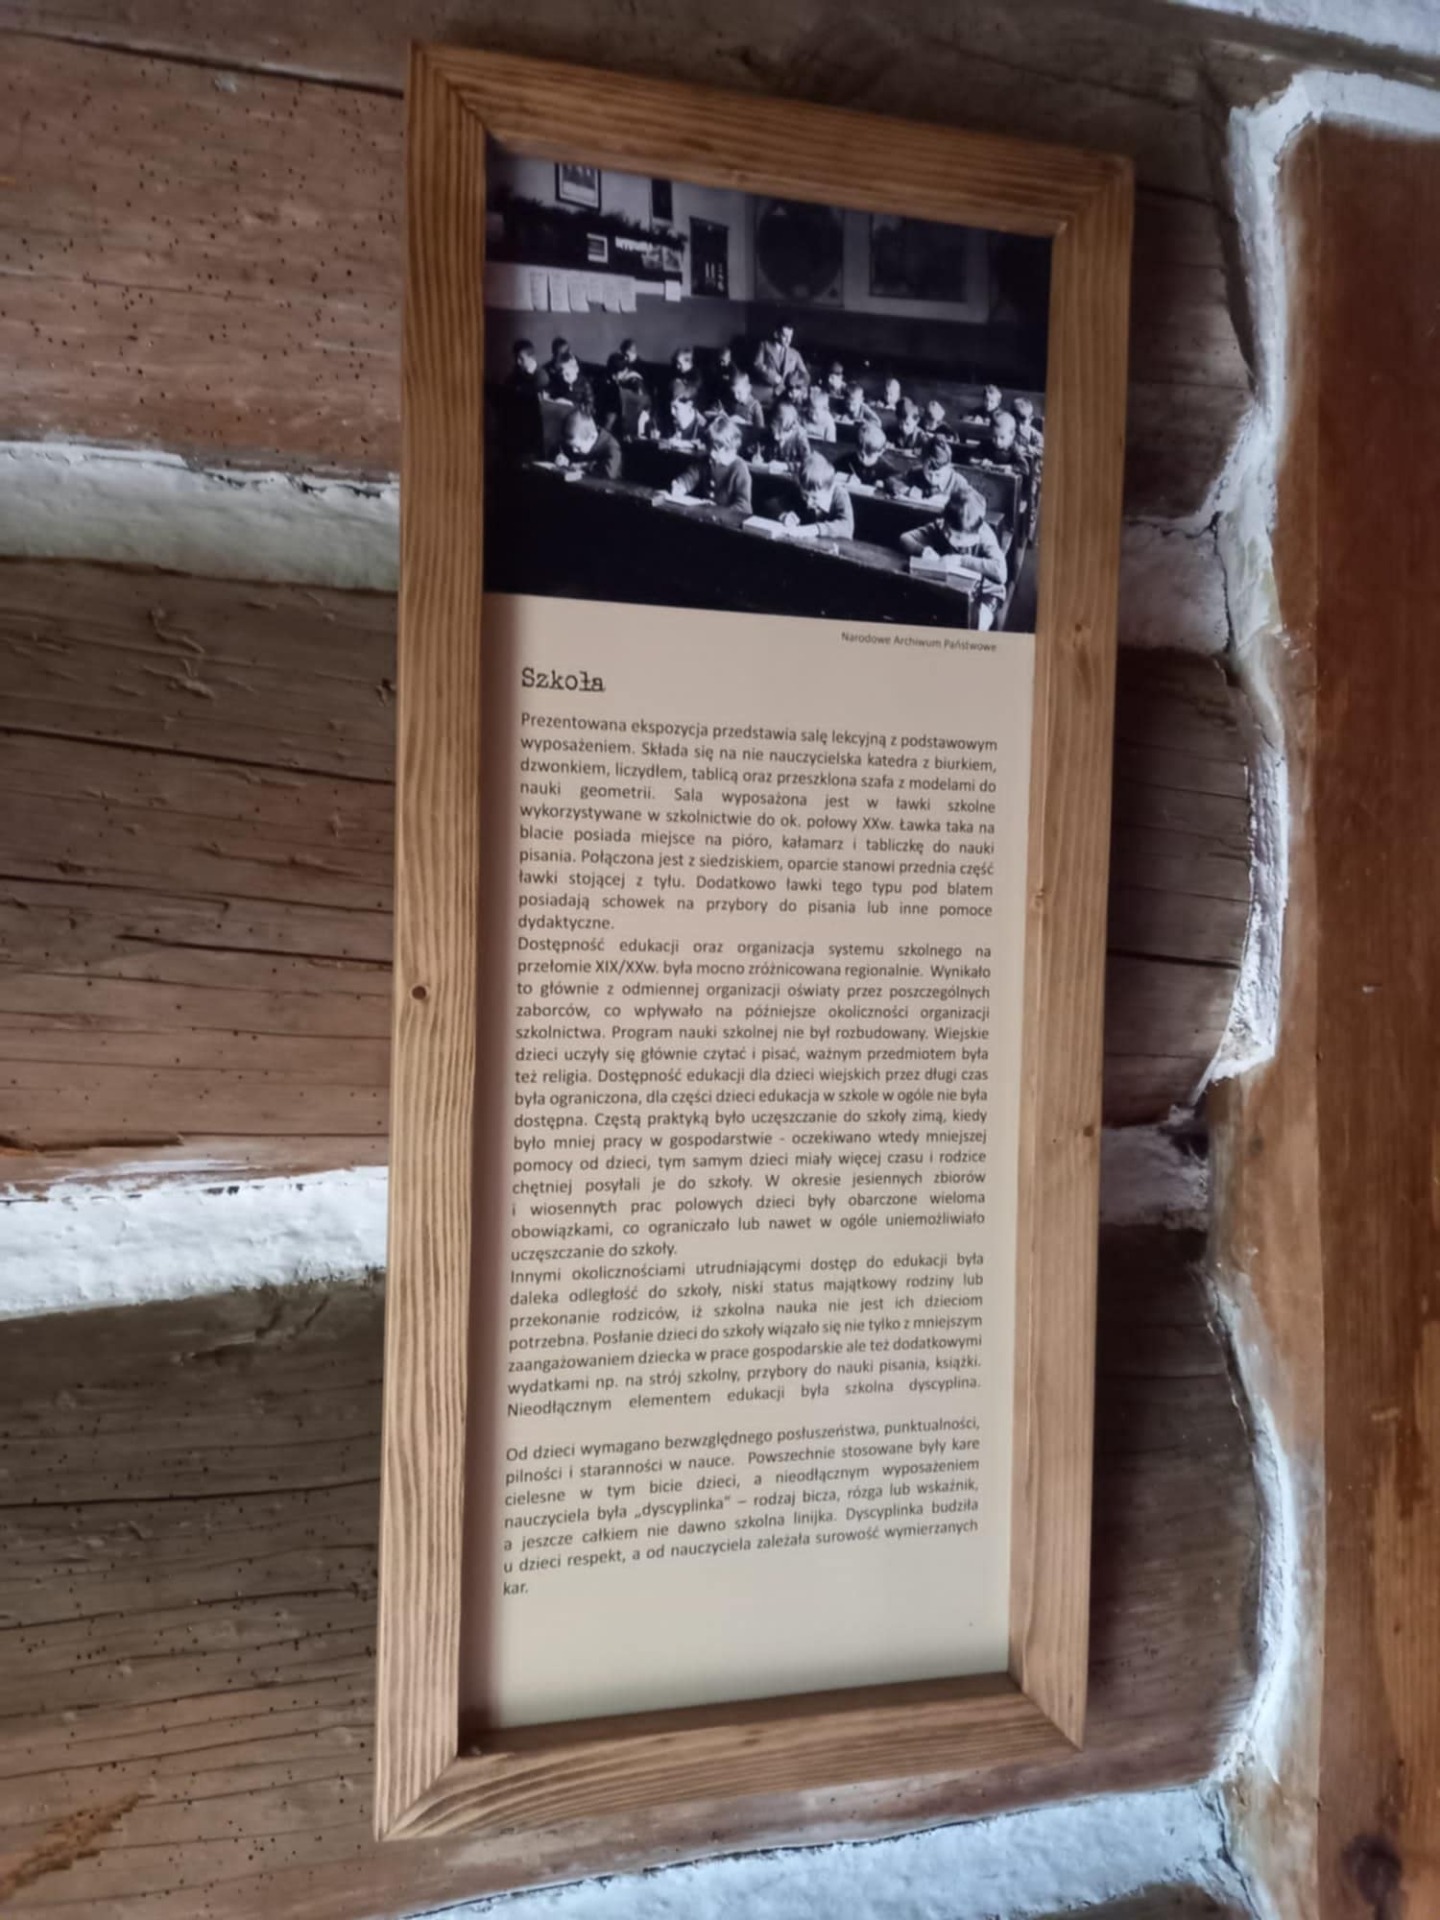 Narodowe Archiwum Państwowe
Szkoła
Prezentowana ekspozycja przedstawia salę lekcyjną z podstawowym
wyposażeniem. Składa się na nie nauczycielska katedra z biurkiem,
dzwonkiem, liczydłem, tablicą oraz przeszklona szafa z modelami do
nauki geometrii. Sala wyposażona jest w ławki szkolne
wykorzystywane w szkolnictwie do ok. połowy XXw. Ławka taka na
blacie posiada miejsce na pióro, kałamarz i tabliczkę do nauki
pisania. Połączona jest z siedziskiem, oparcie stanowi przednia część
ławki stojącej z tyłu. Dodatkowo ławki tego typu pod blatem
posiadają schowek na przybory do pisania lub inne pomoce
dydaktyczne.
Dostępność edukacji oraz organizacja systemu szkolnego na
przełomie XIX/XXw. była mocno zróżnicowana regionalnie. Wynikało
to głównie z odmiennej organizacji oświaty przez poszczególnych
zaborców, co wpływało na późniejsze okoliczności organizacji
szkolnictwa. Program nauki szkolnej nie był rozbudowany. Wiejskie
dzieci uczyły się głównie czytać i pisać, ważnym przedmiotem była
też religia. Dostępność edukacji dla dzieci wiejskich przez długi czas
była ograniczona, dla części dzieci edukacja w szkole w ogóle nie była
dostępna. Częstą praktyką było uczęszczanie do szkoły zimą, kiedy
było mniej pracy w gospodarstwie - oczekiwano wtedy mniejszej
pomocy od dzieci, tym samym dzieci miały więcej czasu i rodzice
chętniej posyłali je do szkoły. W okresie jesiennych zbiorów
i wiosennych prac polowych dzieci były obarczone wieloma
obowiązkami, co ograniczało lub nawet w ogóle uniemożliwiało
uczęszczanie do szkoły.
Innymi okolicznościami utrudniającymi dostęp do edukacji była
daleka odległość do szkoły, niski status majątkowy rodziny lub
przekonanie rodziców, iż szkolna nauka nie jest ich dzieciom
potrzebna. Posłanie dzieci do szkoły wiązało się nie tylko z mniejszym
zaangażowaniem dziecka w prace gospodarskie ale też dodatkowymi
wydatkami np. na strój szkolny, przybory do nauki pisania, książki.
Nieodłącznym elementem edukacji była szkolna dyscyplina.
Od dzieci wymagano bezwzględnego posłuszeństwa, punktualności,
pilności i staranności w nauce. Powszechnie stosowane były kare
cielesne w tym bicie dzieci, a nieodłącznym wyposażeniem
nauczyciela była „dyscyplinka“ – rodzaj bicza, rózga lub wskaźnik,
a jeszcze całkiem nie dawno szkolna linijka. Dyscyplinka budziła
u dzieci respekt, a od nauczyciela zależała surowość wymierzanych
kar.